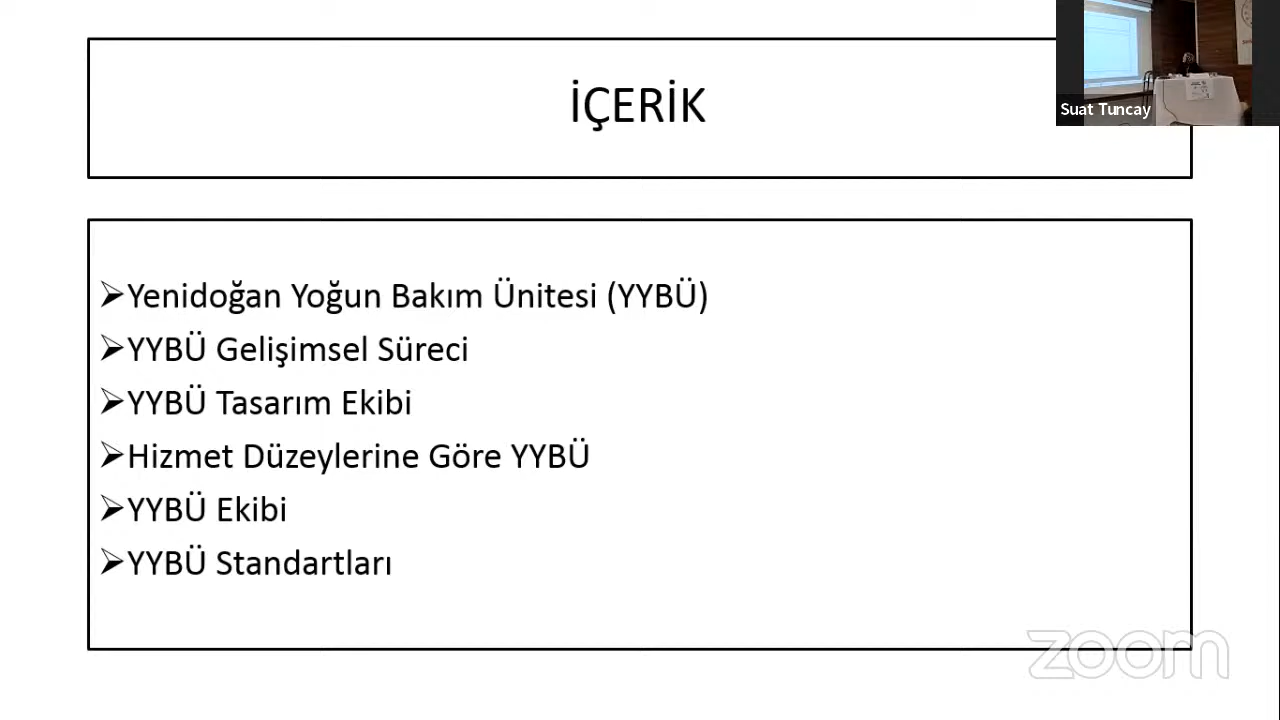 İÇERİK
Suat Tuncay
➢Yenidoğan Yoğun Bakım Ünitesi (YYBÜ)
➢YYBÜ Gelişimsel Süreci
➢YYBÜ Tasarım Ekibi
➢Hizmet Düzeylerine Göre YYBÜ
➢YYBÜ Ekibi
➢YYBÜ Standartları
zoom